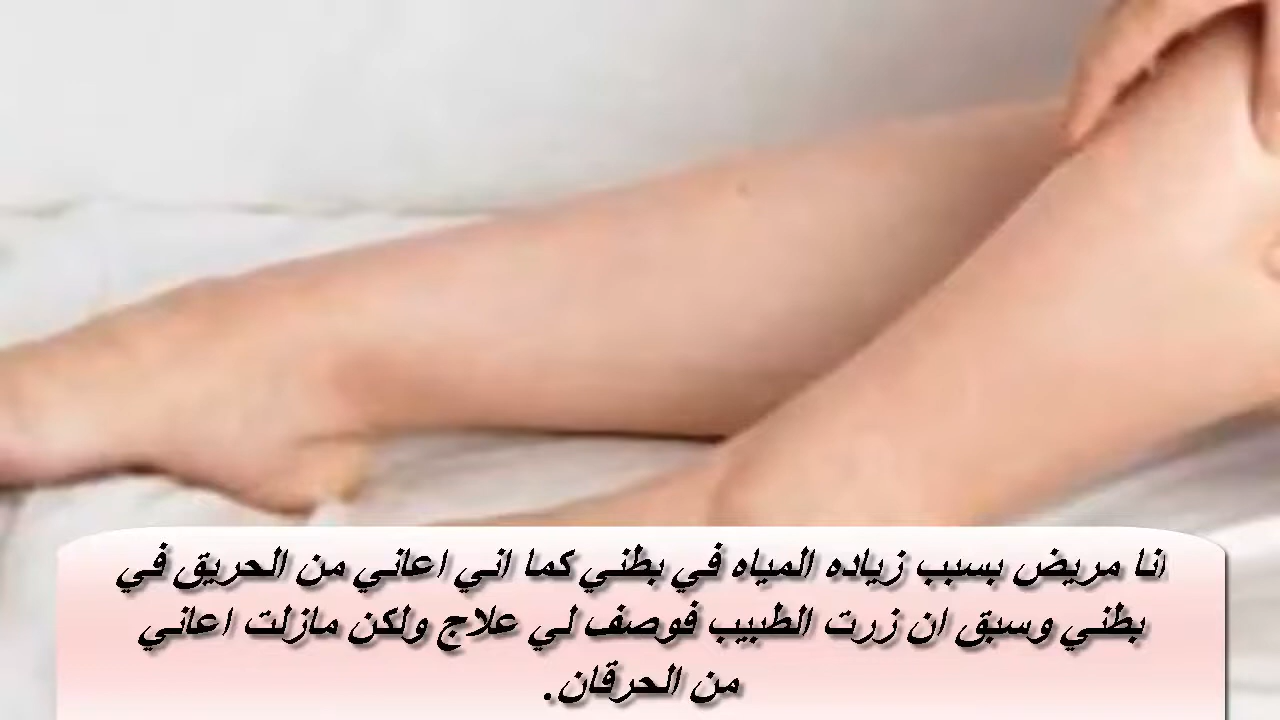 انا مريض بسبب زياده المياه في بطني كما اني اعاني من الحريق في
بطني وسبق ان زرت الطبيب فوصف لي علاج ولكن مازلت اعاني
من الحرقان.